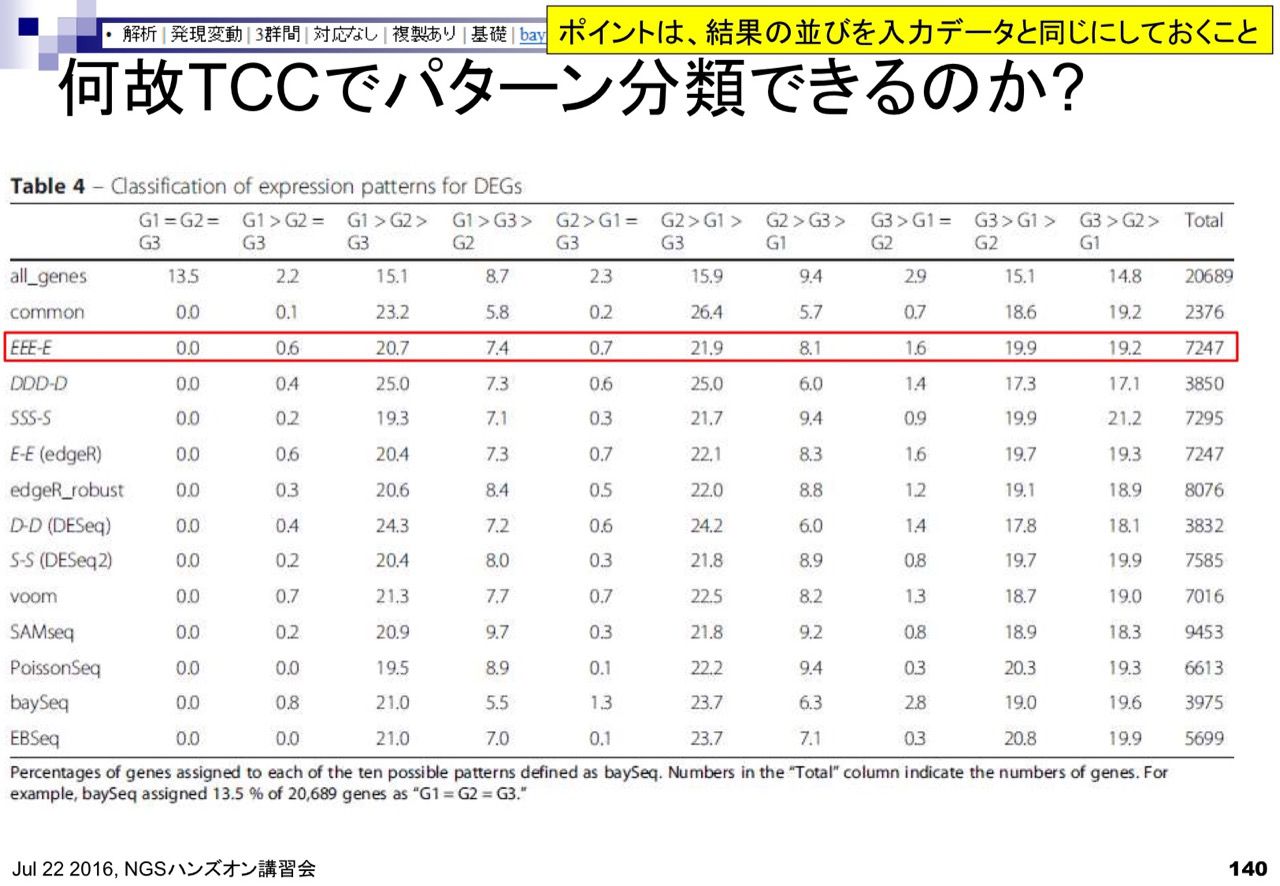 • 解析 | 発現変動 | 3群間 | 対応なし | 複製あり | 基礎 | bay
ポイントは、結果の並びを入力データと同じにしておくこと
何故TCCでパターン分類できるのか?
Table 4 – Classification of expression patterns for DEGs
G1 = G2 = G3 G1 > G2 = G3 G1 > G2 > G3 G1 > G3 > G2 G2 > G1 = G3 G2 > G1 > G3 G2 > G3 > G1 G3 > G1 = G2 G3 > G1 > G2 G3 > G2 > G1 Total
all_genes 13.5 2.2 15.1 8.7 2.3 15.9 9.4 2.9 15.1 14.8 20689
common 0.0 0.1 23.2 5.8 0.2 26.4 5.7 0.7 18.6 19.2 2376
EEE-E 0.0 0.6 20.7 7.4 0.7 21.9 8.1 1.6 19.9 19.2 7247
DDD-D 0.0 0.4 25.0 7.3 0.6 25.0 6.0 1.4 17.3 17.1 3850
SSS-S 0.0 0.2 19.3 7.1 0.3 21.7 9.4 0.9 19.9 21.2 7295
E-E (edgeR) 0.0 0.6 20.4 7.3 0.7 22.1 8.3 1.6 19.7 19.3 7247
edgeR_robust 0.0 0.3 20.6 8.4 0.5 22.0 8.8 1.2 19.1 18.9 8076
D-D (DESeq) 0.0 0.4 24.3 7.2 0.6 24.2 6.0 1.4 17.8 18.1 3832
S-S (DESeq2) 0.0 0.2 20.4 8.0 0.3 21.8 8.9 0.8 19.7 19.9 7585
voom 0.0 0.7 21.3 7.7 0.7 22.5 8.2 1.3 18.7 19.0 7016
SAMseq 0.0 0.2 20.9 9.7 0.3 21.8 9.2 0.8 18.9 18.3 9453
PoissonSeq 0.0 0.0 19.5 8.9 0.1 22.2 9.4 0.3 20.3 19.3 6613
baySeq 0.0 0.8 21.0 5.5 1.3 23.7 6.3 2.8 19.0 19.6 3975
EBSeq 0.0 0.0 21.0 7.0 0.1 23.7 7.1 0.3 20.8 19.9 5699
Percentages of genes assigned to each of the ten possible patterns defined as baySeq. Numbers in the “Total” column indicate the numbers of genes. For
example, baySeq assigned 13.5 % of 20,689 genes as “G1 = G2 = G3.”
Jul 22 2016, NGSハンズオン講習会
140